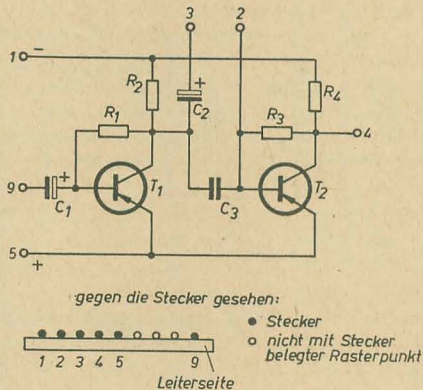 3 2
1 −
R2 + R4
R1 C2 R3
4
+ T1 T2
9 C1 C3
5 +
gegen die Stecker gesehen:
● Stecker
○ nicht mit Stecker
belegter Rasterpunkt
1 2 3 4 5 9
Leiterseite